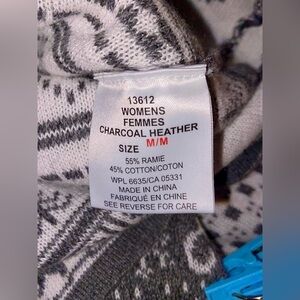 13612
WOMENS
FEMMES
CHARCOAL HEATHER
SIZE M/M
55% RAMIE
45% COTTON/COTON
WPL 6635/CA 05331
MADE IN CHINA
FABRIQUÉ EN CHINE
SEE REVERSE FOR CARE